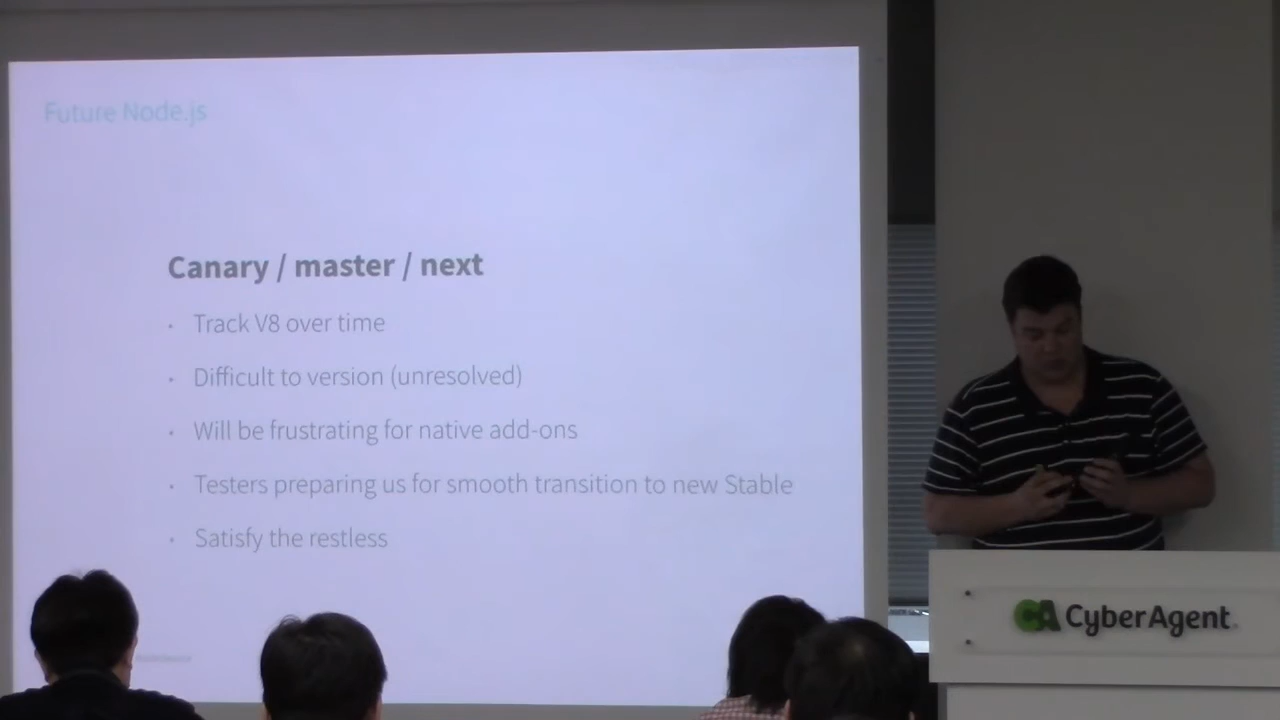 Future Node.js
Canary / master / next
• Track V8 over time
• Difficult to version (unresolved)
• Will be frustrating for native add-ons
• Testers preparing us for smooth transition to new Stable
• Satisfy the restless
CA CyberAgent